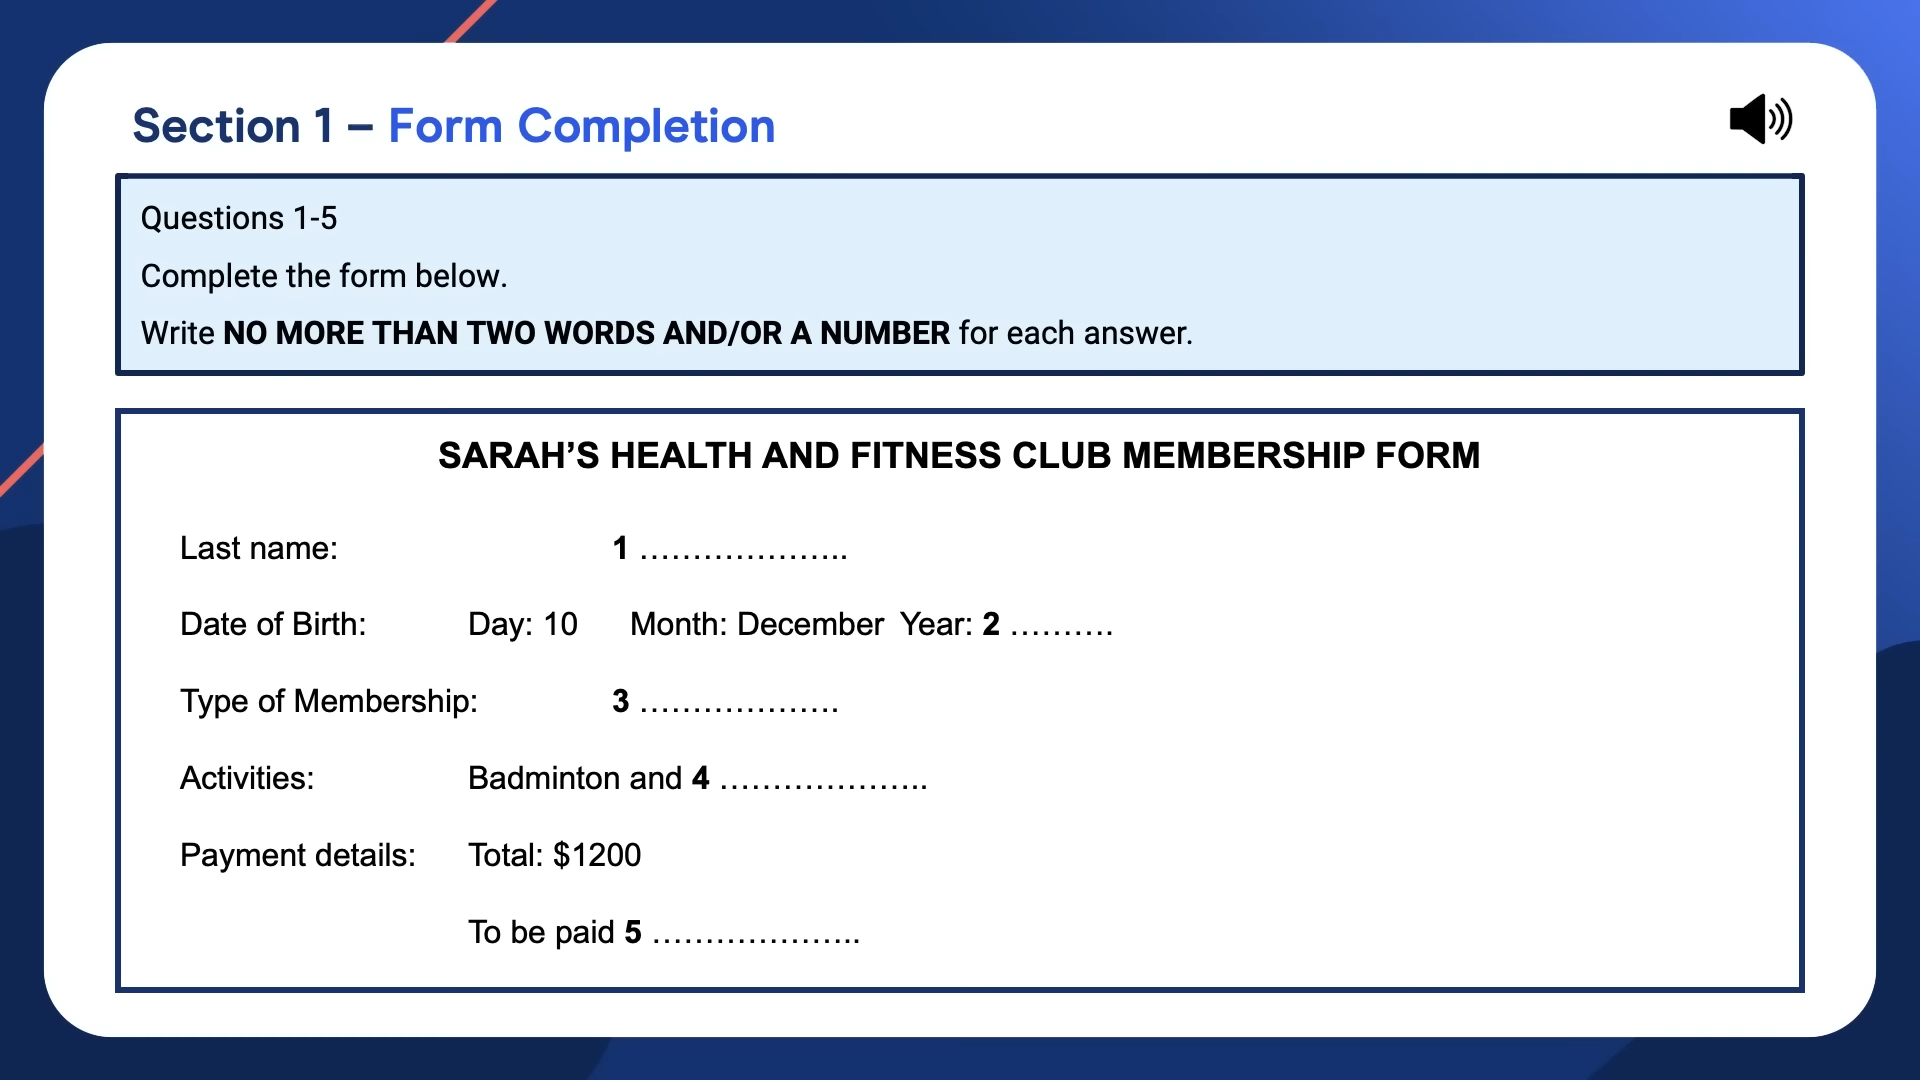 Section 1 – Form Completion
Questions 1-5
Complete the form below.
Write NO MORE THAN TWO WORDS AND/OR A NUMBER for each answer.
SARAH’S HEALTH AND FITNESS CLUB MEMBERSHIP FORM
Last name: 1 ………………..
Date of Birth: Day: 10 Month: December Year: 2 ……….
Type of Membership: 3 ……………….
Activities: Badminton and 4 ………………..
Payment details: Total: $1200
To be paid 5 ………………..